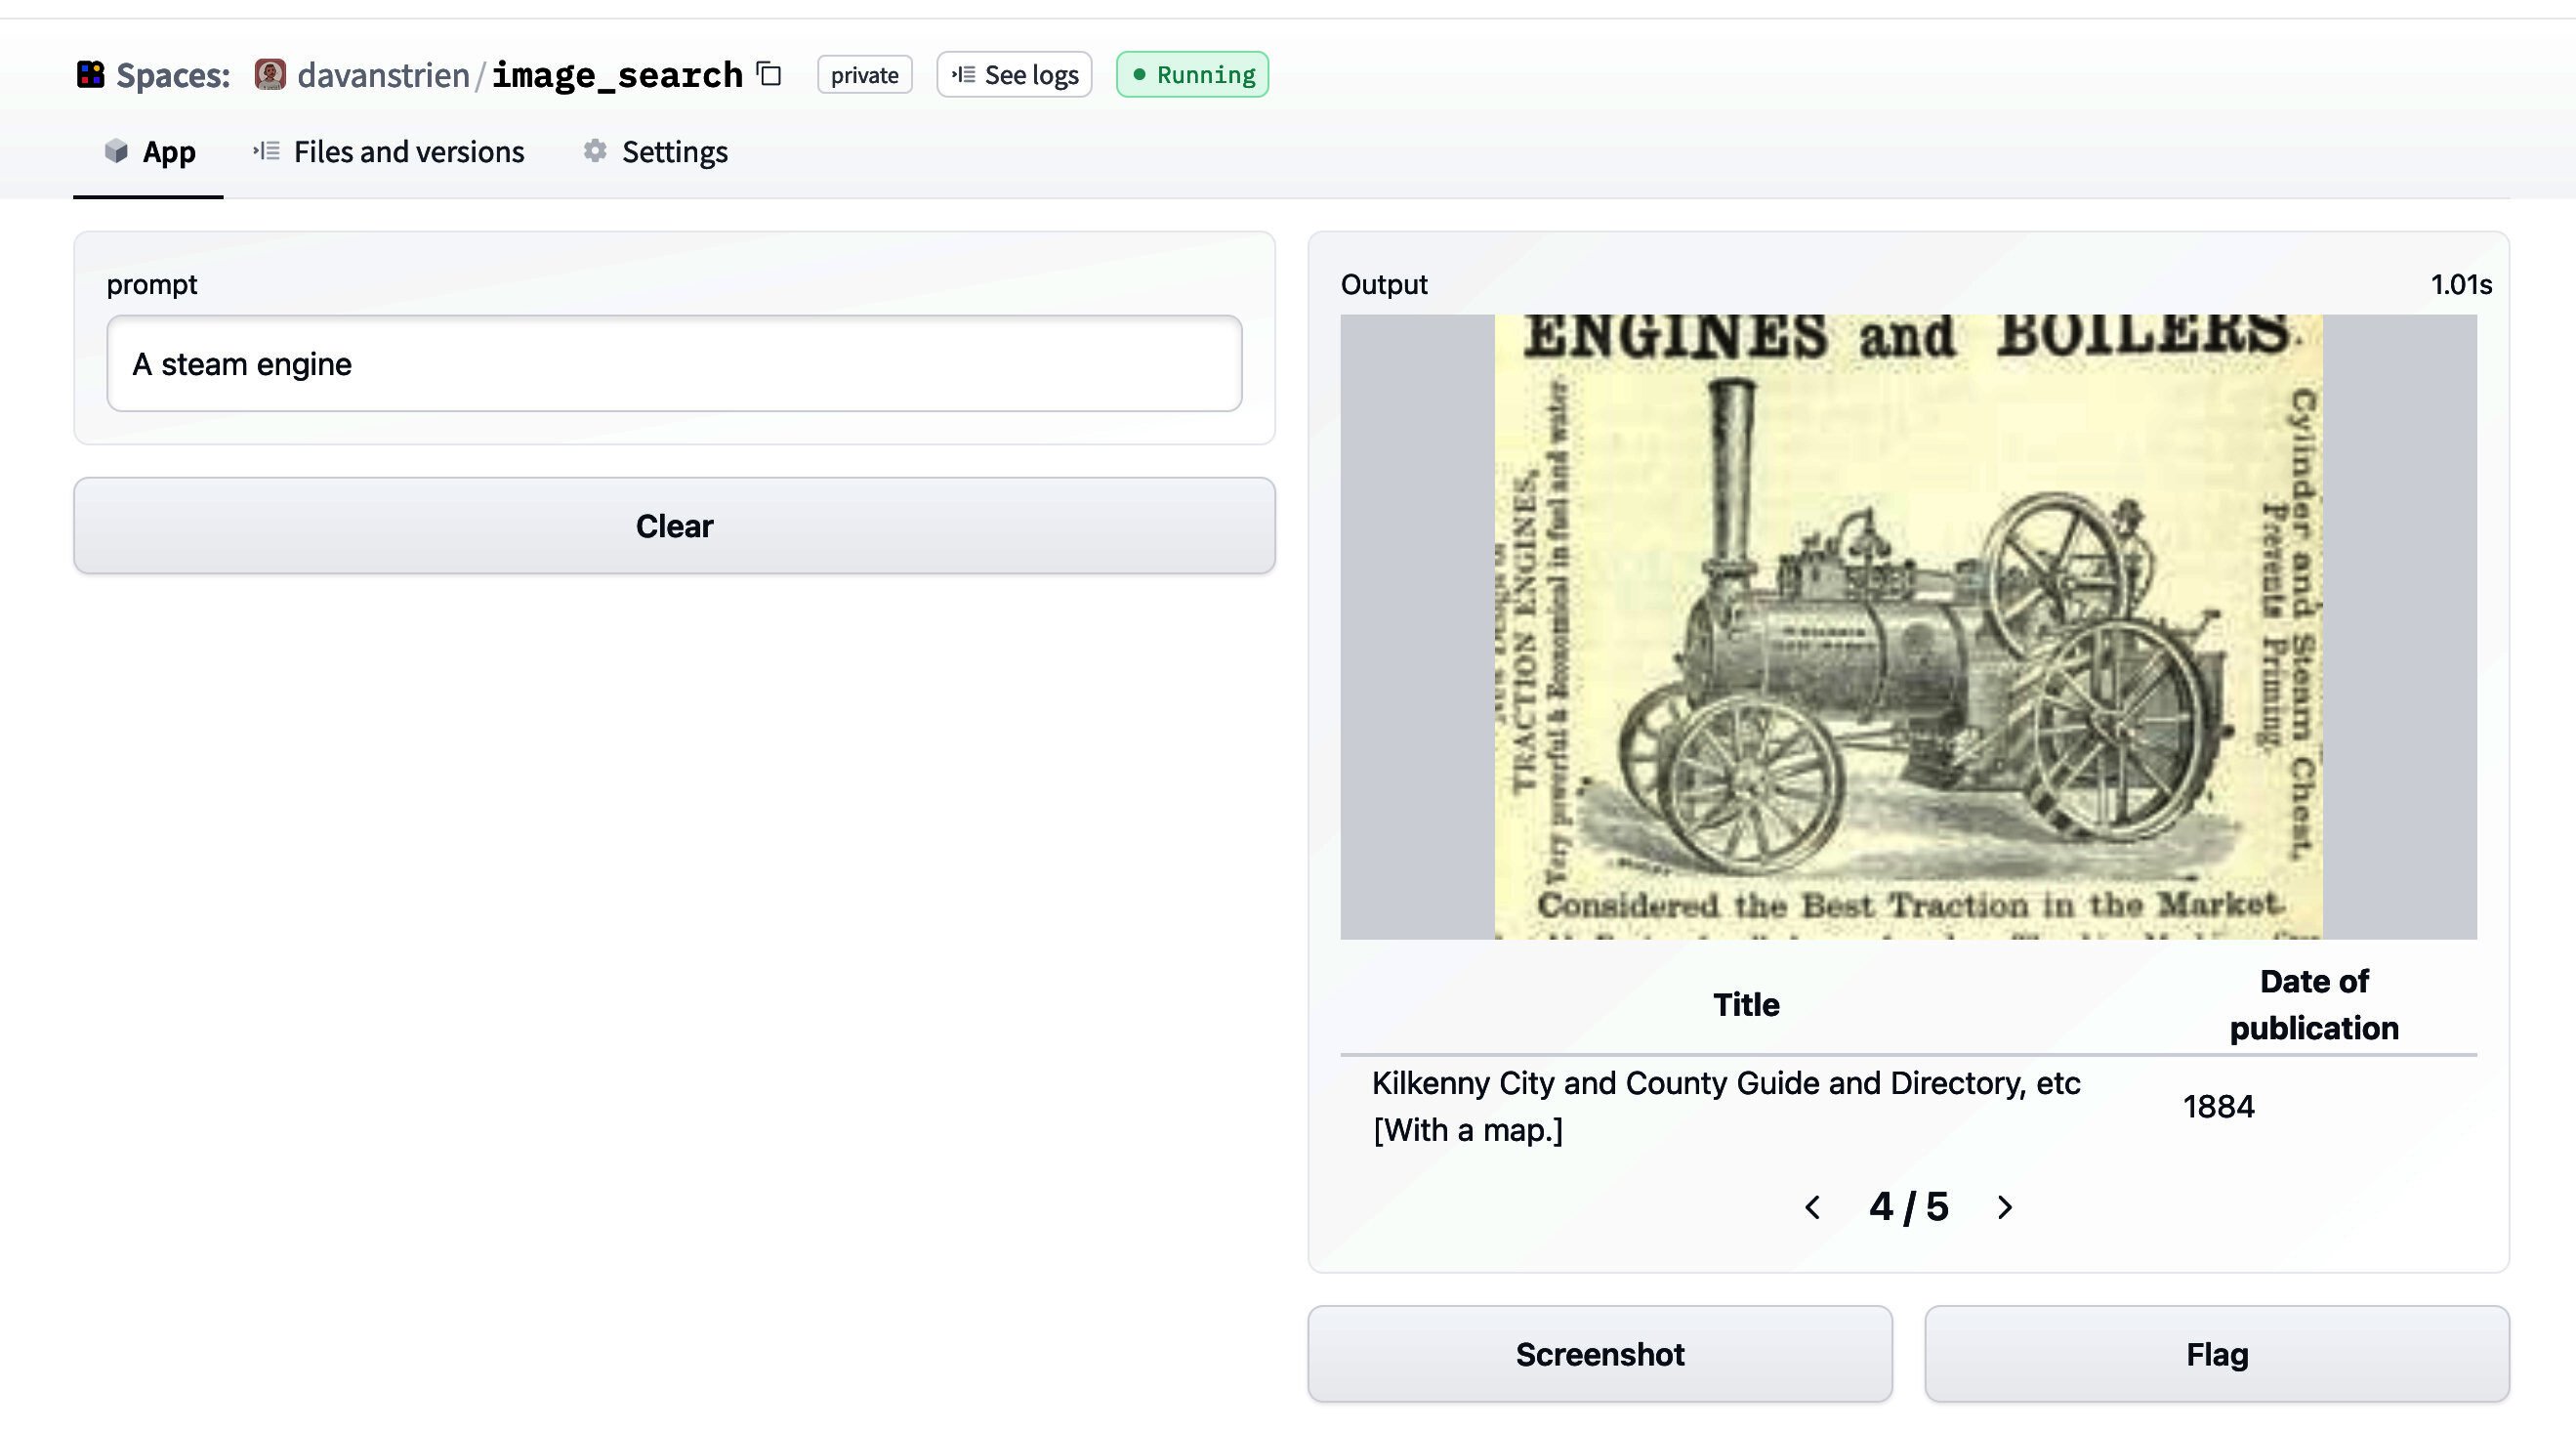 Spaces: davanstrien/image_search private See logs Running
App Files and versions Settings
prompt
A steam engine
Clear
Output 1.01s
ENGINES and BOILERS.
TRACTION ENGINES,
Very powerful & Economical in fuel and water
Cylinder and Steam Chest,
Prevents Priming,
Considered the Best Traction in the Market.
Title
Date of
publication
Kilkenny City and County Guide and Directory, etc
[With a map.]
1884
4 / 5
Screenshot
Flag